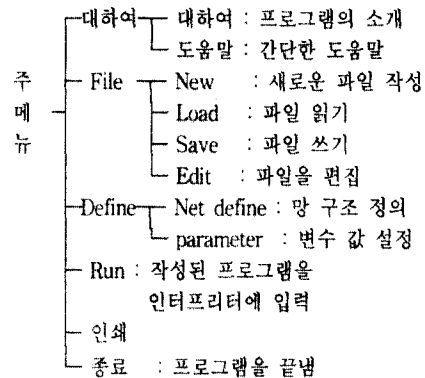 대하여 대하여 : 프로그램의 소개
도움말 : 간단한 도움말
주메뉴
File New : 새로운 파일 작성
Load : 파일 읽기
Save : 파일 쓰기
Edit : 파일을 편집
Define Net define : 망 구조 정의
parameter : 변수 값 설정
Run : 작성된 프로그램을
인터프리터에 입력
인쇄
종료 : 프로그램을 끝냄